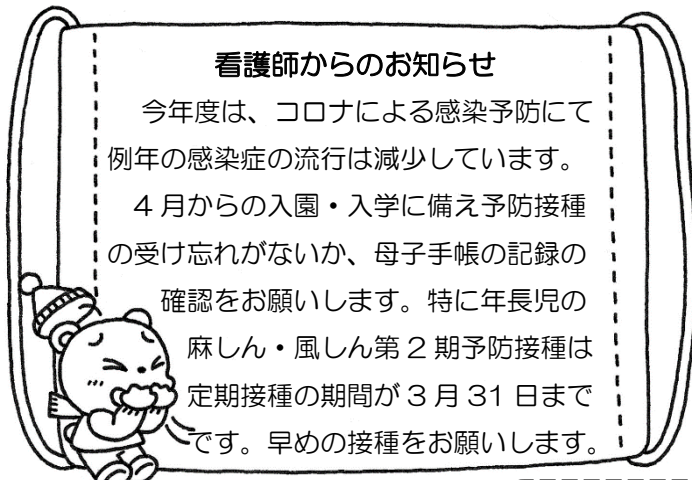 看護師からのお知らせ
今年度は、コロナによる感染予防にて
例年の感染症の流行は減少しています。
４月からの入園・入学に備え予防接種
の受け忘れがないか、母子手帳の記録の
確認をお願いします。特に年長児の
麻しん・風しん第２期予防接種は
定期接種の期間が３月 31 日まで
です。早めの接種をお願いします。